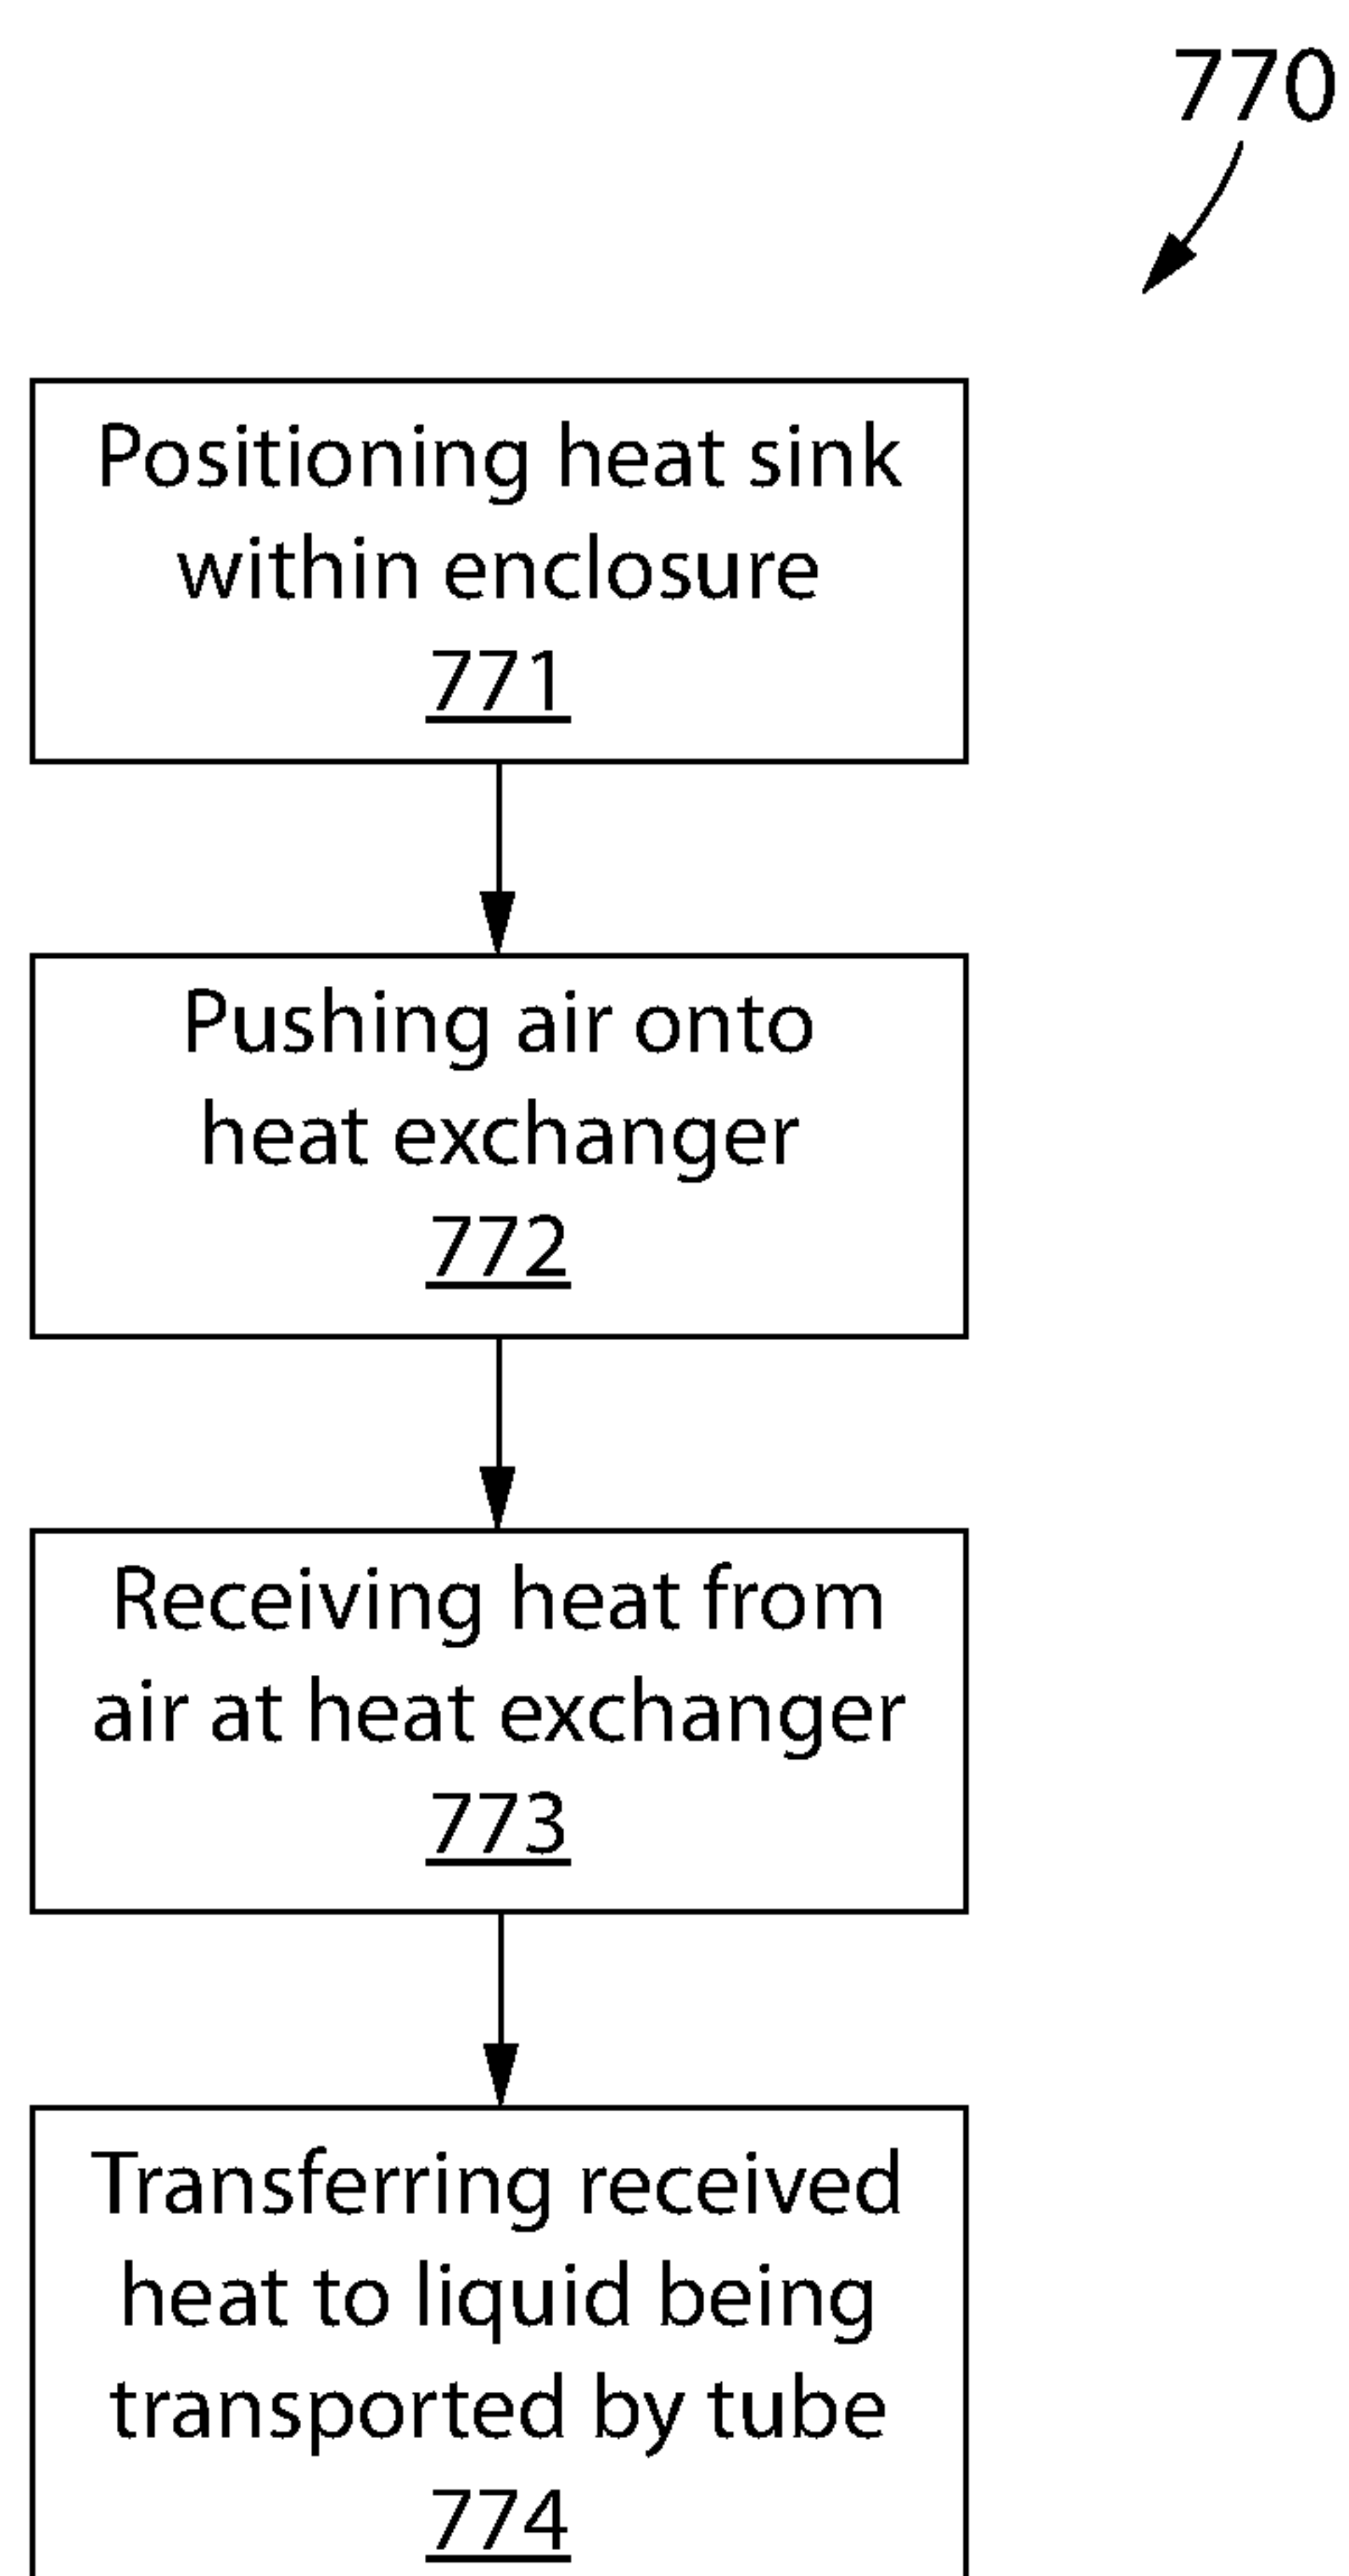 770
Positioning heat sink
within enclosure
771
Pushing air onto
heat exchanger
772
Receiving heat from
air at heat exchanger
773
Transferring received
heat to liquid being
transported by tube
774